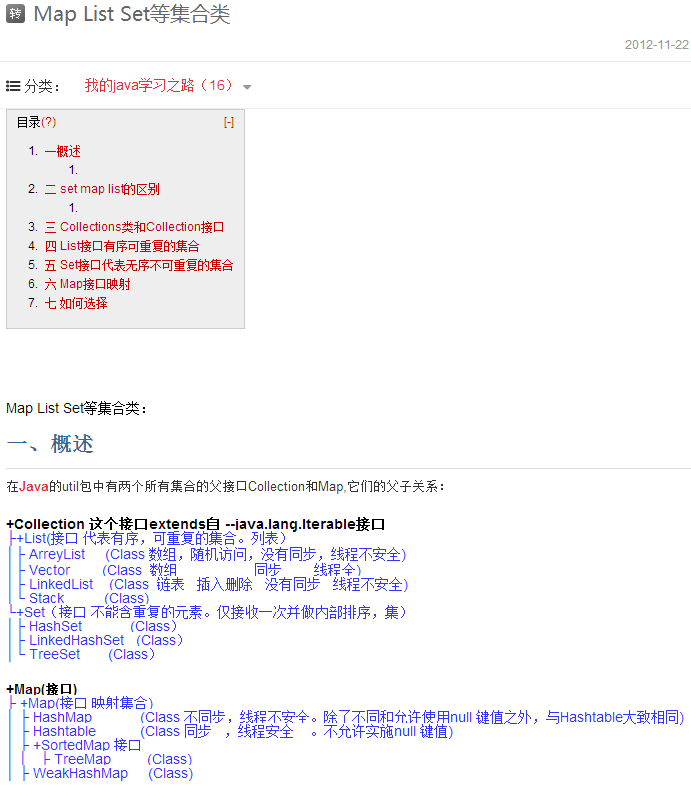 转 Map List Set等集合类
2012-11-22
分类： 我的java学习之路（16）
目录(?) [-]
1. 一概述
1.
2. 二 set map list的区别
1.
3. 三 Collections类和Collection接口
4. 四 List接口有序可重复的集合
5. 五 Set接口代表无序不可重复的集合
6. 六 Map接口映射
7. 七 如何选择
Map List Set等集合类：
一、概述
在Java的util包中有两个所有集合的父接口Collection和Map,它们的父子关系：
+Collection 这个接口extends自 --java.lang.Iterable接口
├+List(接口 代表有序，可重复的集合。列表）
│├ ArreyList (Class 数组，随机访问，没有同步，线程不安全)
│├ Vector (Class 数组 同步 线程全)
│├ LinkedList (Class 链表 插入删除 没有同步 线程不安全)
│└ Stack (Class)
└+Set（接口 不能含重复的元素。仅接收一次并做内部排序，集）
│├ HashSet (Class）
│├ LinkedHashSet (Class）
│└ TreeSet (Class）
+Map(接口)
├ +Map(接口 映射集合)
│ ├ HashMap (Class 不同步，线程不安全。除了不同和允许使用null 键值之外，与Hashtable大致相同)
│ ├ Hashtable (Class 同步 ，线程安全 。不允许实施null 键值)
│ ├ +SortedMap 接口
│ │ ├ TreeMap (Class)
│ ├ WeakHashMap (Class)